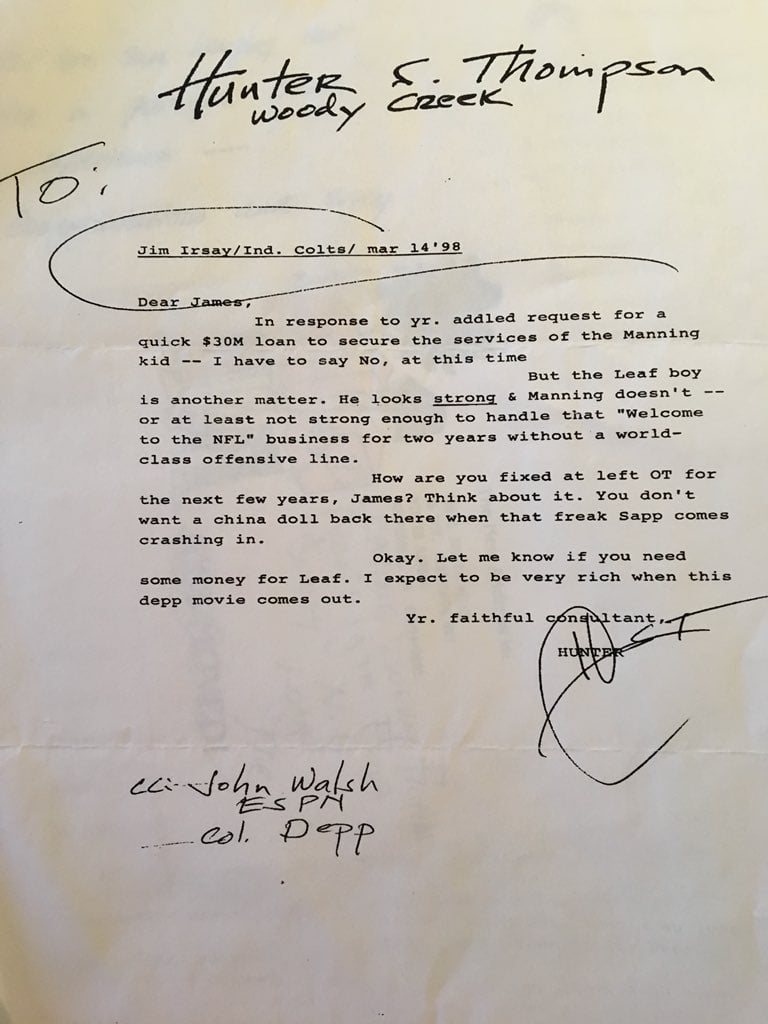 Hunter S. Thompson
Woody Creek
To:
Jim Irsay/Ind. Colts/ mar 14'98
Dear James,
In response to yr. addled request for a
quick $30M loan to secure the services of the Manning
kid -- I have to say No, at this time
But the Leaf boy
is another matter. He looks strong & Manning doesn't --
or at least not strong enough to handle that "Welcome
to the NFL" business for two years without a world-
class offensive line.
How are you fixed at left OT for
the next few years, James? Think about it. You don't
want a china doll back there when that freak Sapp comes
crashing in.
Okay. Let me know if you need
some money for Leaf. I expect to be very rich when this
depp movie comes out.
Yr. faithful consultant,
HUNTER
HST
cc: John Walsh
ESPN
Col. Depp